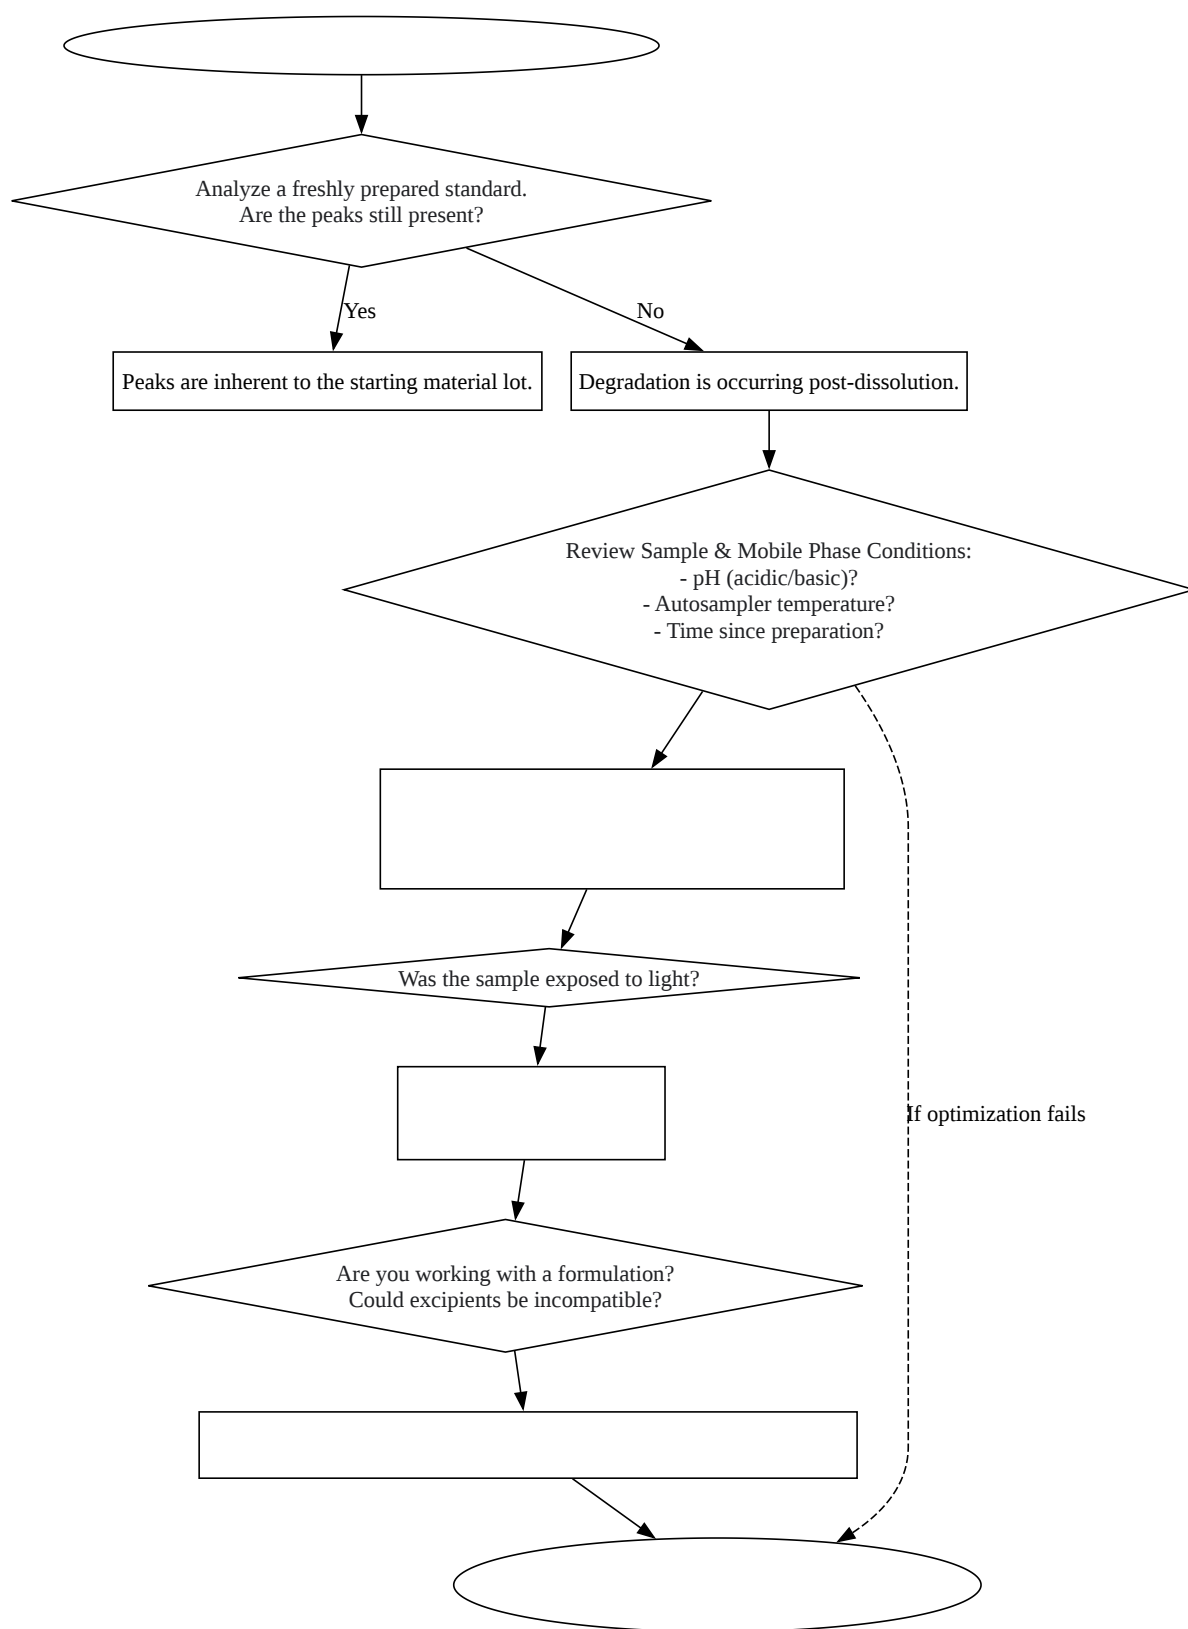 Analyze a freshly prepared standard.
Are the peaks still present?
Yes
No
Peaks are inherent to the starting material lot.
Degradation is occurring post-dissolution.
Review Sample & Mobile Phase Conditions:
- pH (acidic/basic)?
- Autosampler temperature?
- Time since preparation?
Was the sample exposed to light?
If optimization fails
Are you working with a formulation?
Could excipients be incompatible?